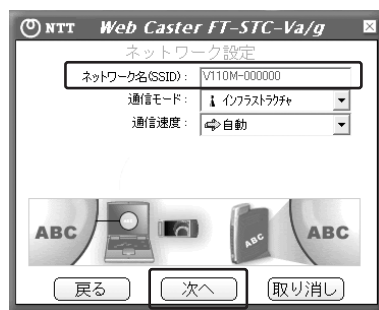 NTT Web Caster FT-STC-Va/g
ネットワーク設定
ネットワーク名(SSID): V110M-000000
通信モード: インフラストラクチャ
通信速度: 自動
ABC ABC ABC
戻る 次へ 取り消し